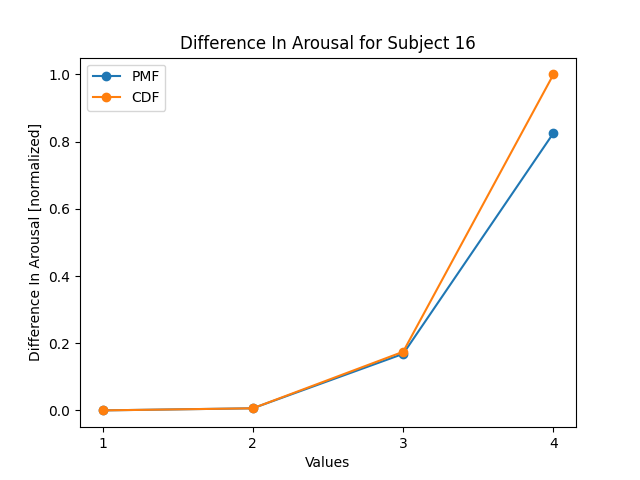 Difference In Arousal for Subject 16
PMF
CDF
1.0
0.8
0.6
0.4
0.2
0.0
Difference In Arousal [normalized]
1 2 3 4
Values